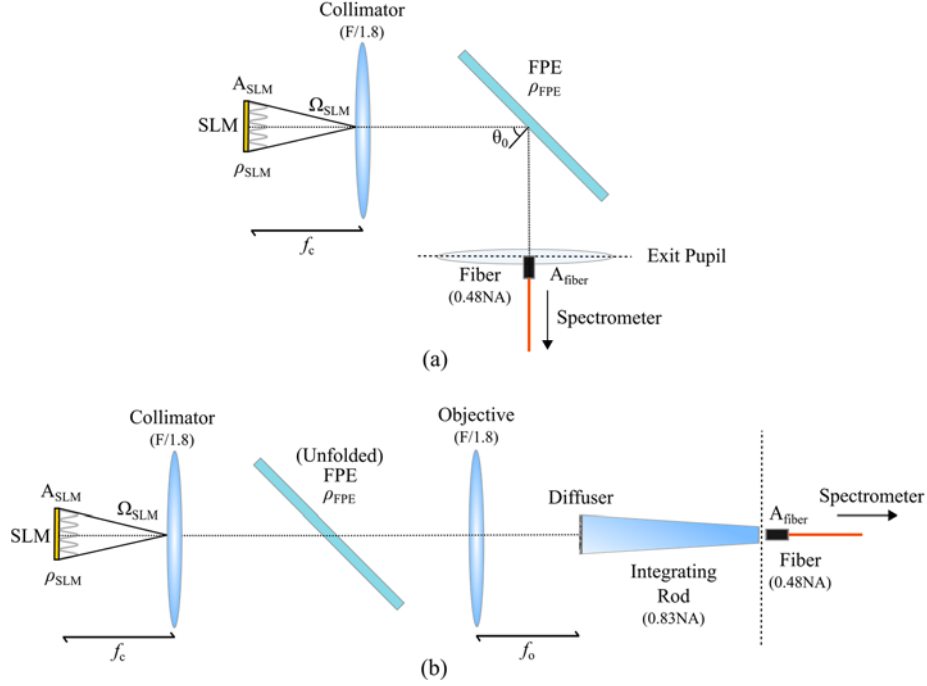 Collimator
(F/1.8)
FPE
ρFPE
ASLM
ΩSLM
SLM
θ0
ρSLM
fc
Exit Pupil
Fiber
Afiber
(0.48NA)
Spectrometer
(a)
Collimator
(F/1.8)
Objective
(F/1.8)
(Unfolded)
FPE
ρFPE
ASLM
ΩSLM
Diffuser
Spectrometer
Afiber
SLM
Fiber
(0.48NA)
ρSLM
Integrating
Rod
(0.83NA)
fc
fo
(b)